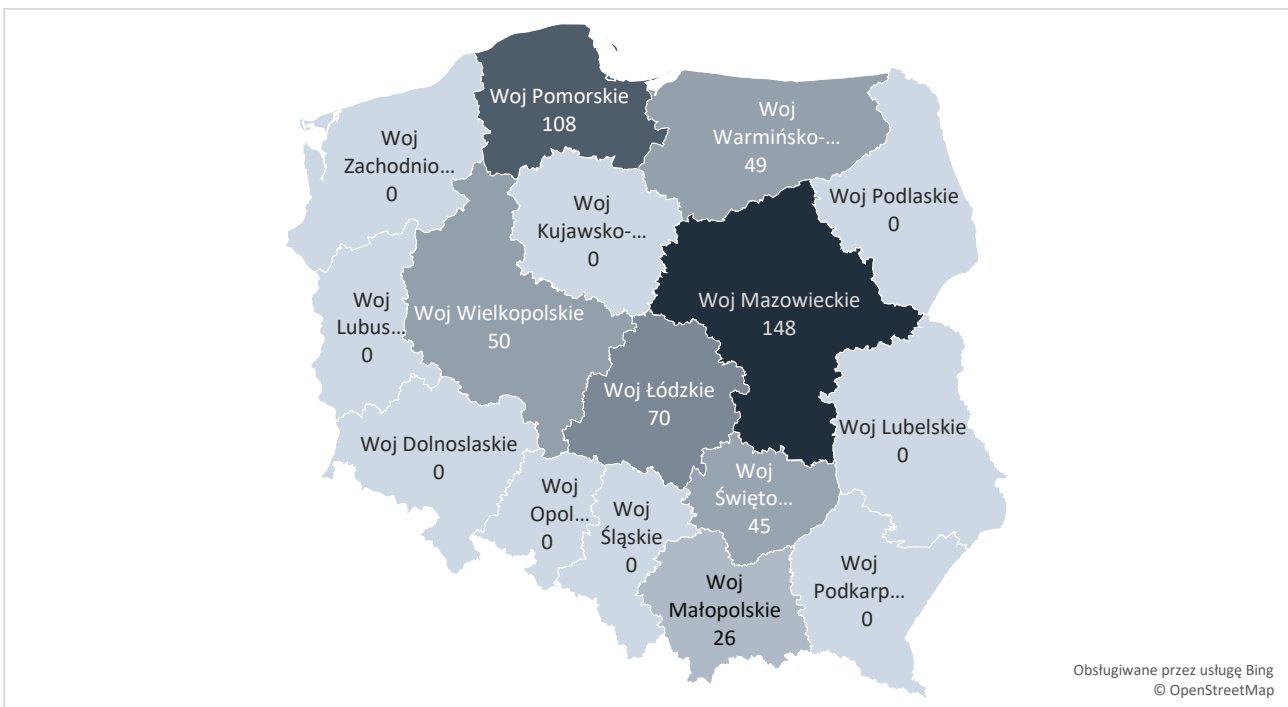 Woj Pomorskie
108
Woj
Warmińsko-...
49
Woj
Zachodnio...
0
Woj Podlaskie
0
Woj
Kujawsko-...
0
Woj Mazowieckie
148
Woj
Lubus...
0
Woj Wielkopolskie
50
Woj Łódzkie
70
Woj Lubelskie
0
Woj Dolnoslaskie
0
Woj
Opol...
0
Woj
Śląskie
0
Woj
Święto...
45
Woj
Podkarp...
0
Woj
Małopolskie
26
Obsługiwane przez usługę Bing
© OpenStreetMap